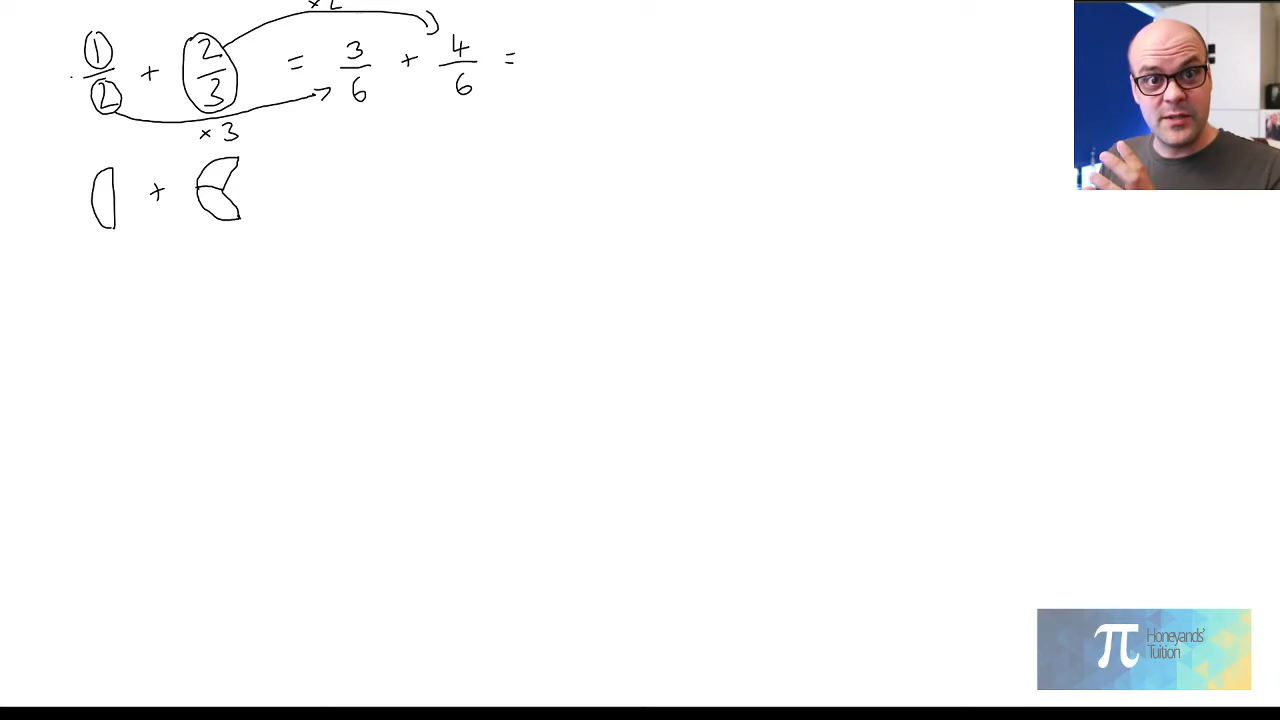 ×2
1/2 + 2/3 = 3/6 + 4/6 =
×3
+
π Honeyands'
Tuition